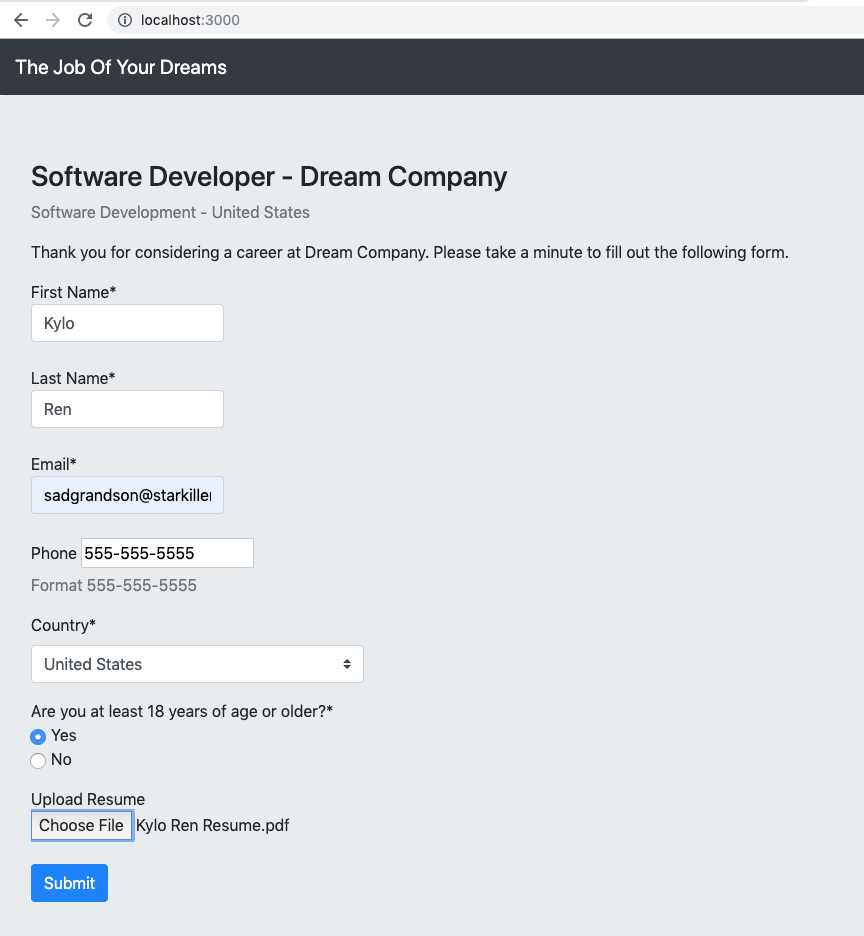 localhost:3000
The Job Of Your Dreams
Software Developer - Dream Company
Software Development - United States
Thank you for considering a career at Dream Company. Please take a minute to fill out the following form.
First Name*
Kylo
Last Name*
Ren
Email*
sadgrandson@starkiller
Phone 555-555-5555
Format 555-555-5555
Country*
United States
Are you at least 18 years of age or older?*
Yes
No
Upload Resume
Choose File Kylo Ren Resume.pdf
Submit